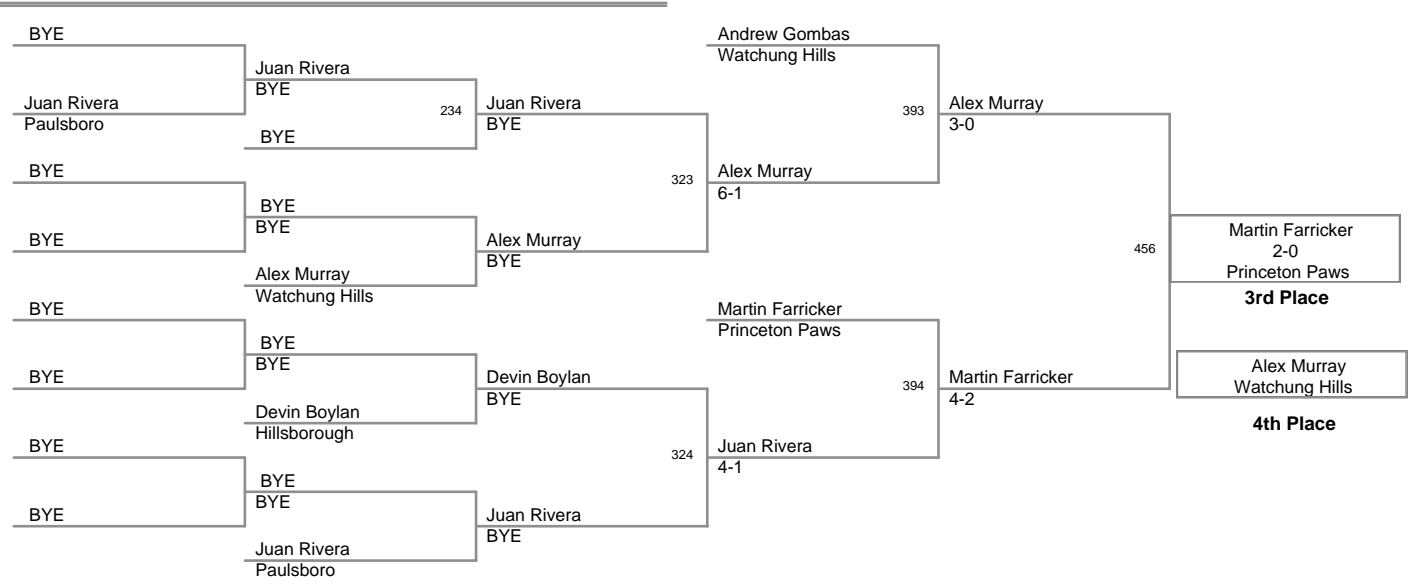 BYE
Juan Rivera
Paulsboro
BYE
BYE
BYE
BYE
BYE
BYE
Juan Rivera
BYE
234
BYE
BYE
BYE
Alex Murray
Watchung Hills
BYE
BYE
Devin Boylan
Hillsborough
BYE
BYE
Juan Rivera
Paulsboro
Juan Rivera
BYE
323
Alex Murray
BYE
Devin Boylan
BYE
324
Juan Rivera
BYE
Andrew Gombas
Watchung Hills
393
Alex Murray
6-1
Martin Farricker
Princeton Paws
394
Juan Rivera
4-1
Alex Murray
3-0
456
Martin Farricker
4-2
Martin Farricker
2-0
Princeton Paws
3rd Place
Alex Murray
Watchung Hills
4th Place